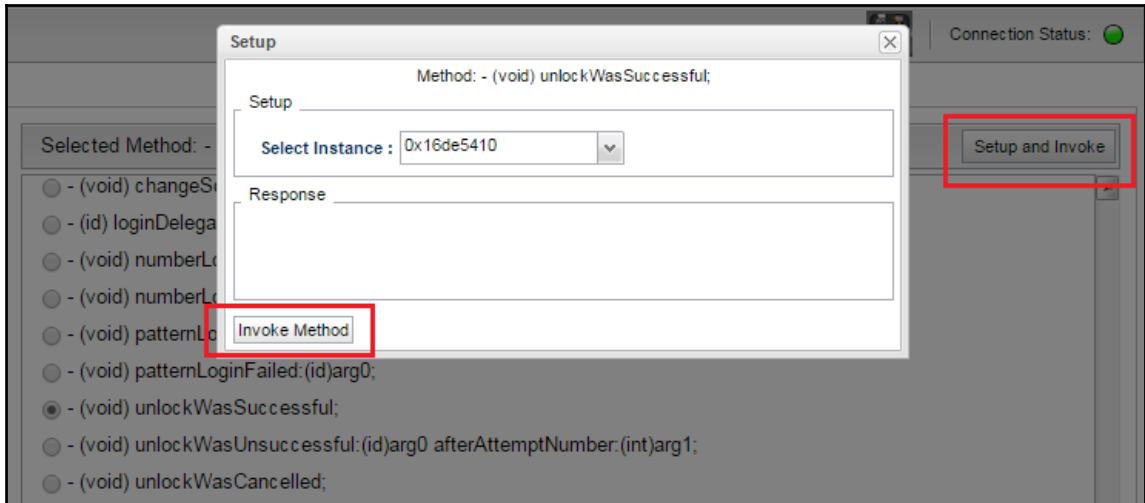 Setup
Connection Status:
Method: - (void) unlockWasSuccessful;
Setup
Select Instance : 0x16de5410
Selected Method: -
Setup and Invoke
Response
- (void) changeS
- (id) loginDelega
- (void) numberL
- (void) numberL
Invoke Method
- (void) patternLo
- (void) patternLoginFailed:(id)arg0;
- (void) unlockWasSuccessful;
- (void) unlockWasUnsuccessful:(id)arg0 afterAttemptNumber:(int)arg1;
- (void) unlockWasCancelled;